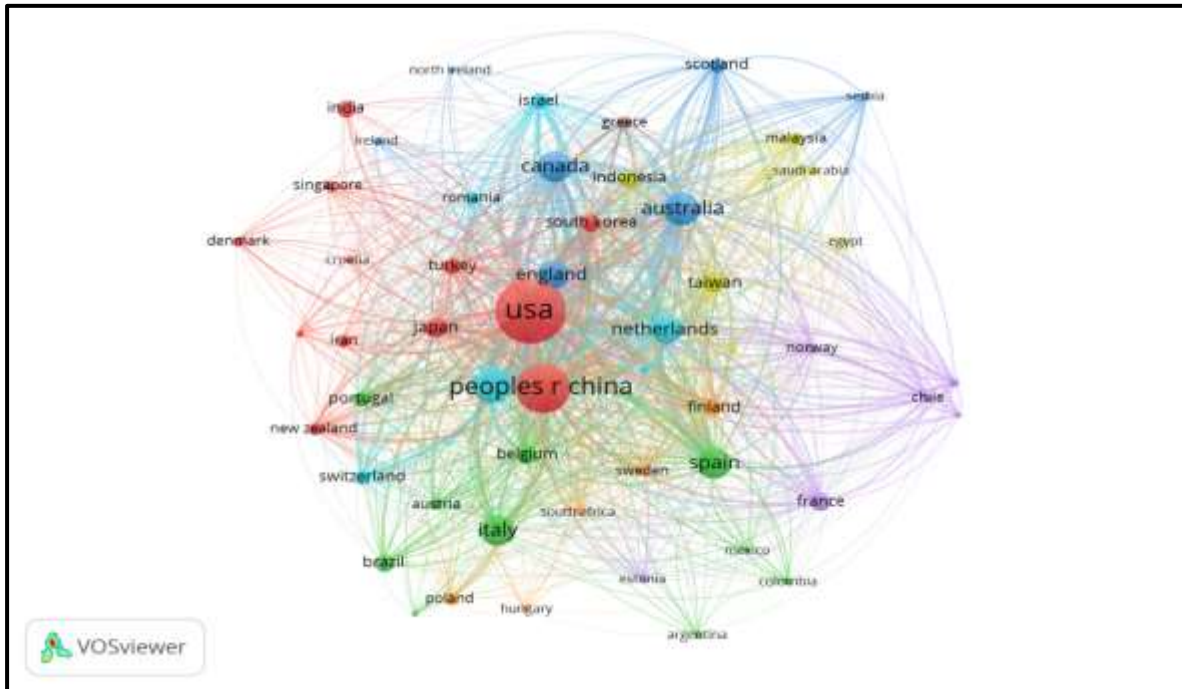 north ireland
scotland
israel
serbia
india
greece
ireland
malaysia
canada
indonesia
saudi arabia
singapore
romania
australia
south korea
denmark
egypt
croatia
turkey
england
taiwan
usa
japan
netherlands
iran
norway
peoples r china
portugal
chile
finland
new zealand
belgium
spain
switzerland
sweden
austria
france
south africa
italy
mexico
brazil
estonia
colombia
poland
hungary
argentina
VOSviewer